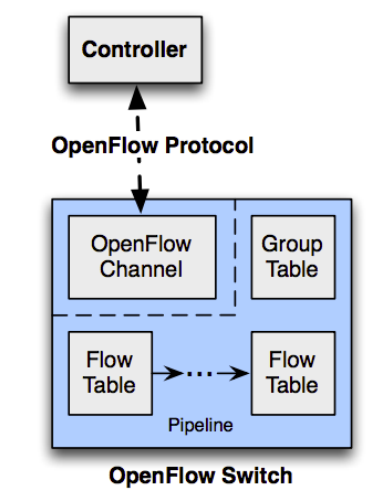 Controller
OpenFlow Protocol
OpenFlow
Channel
Group
Table
Flow
Table
Flow
Table
Pipeline
OpenFlow Switch